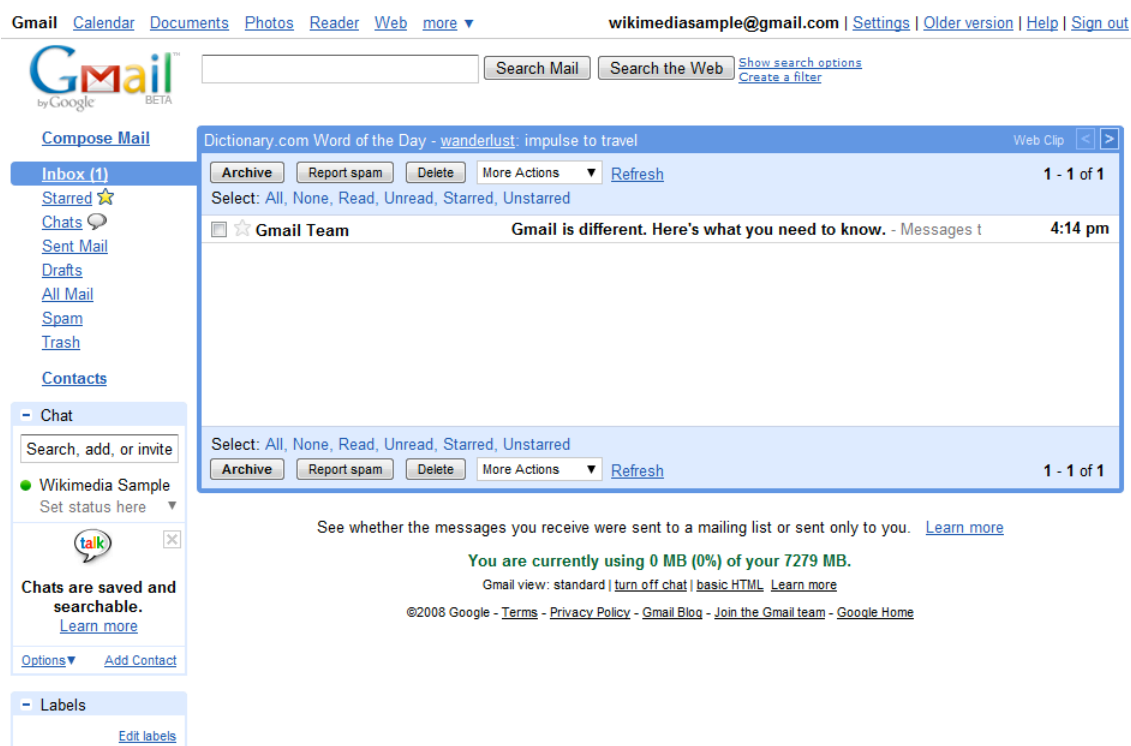 Gmail Calendar Documents Photos Reader Web more ▼ wikimediasample@gmail.com | Settings | Older version | Help | Sign out
Gmail™
by Google BETA
Search Mail Search the Web Show search options
Create a filter
Compose Mail
Inbox (1)
Starred
Chats
Sent Mail
Drafts
All Mail
Spam
Trash
Contacts
− Chat
Search, add, or invite
Wikimedia Sample
Set status here ▼
talk
Chats are saved and
searchable.
Learn more
Options▼ Add Contact
− Labels
Edit labels
Dictionary.com Word of the Day - wanderlust: impulse to travel Web Clip < >
Archive Report spam Delete More Actions ▼ Refresh 1 - 1 of 1
Select: All, None, Read, Unread, Starred, Unstarred
Gmail Team Gmail is different. Here's what you need to know. - Messages t 4:14 pm
Select: All, None, Read, Unread, Starred, Unstarred
Archive Report spam Delete More Actions ▼ Refresh 1 - 1 of 1
See whether the messages you receive were sent to a mailing list or sent only to you. Learn more
You are currently using 0 MB (0%) of your 7279 MB.
Gmail view: standard | turn off chat | basic HTML Learn more
©2008 Google - Terms - Privacy Policy - Gmail Blog - Join the Gmail team - Google Home